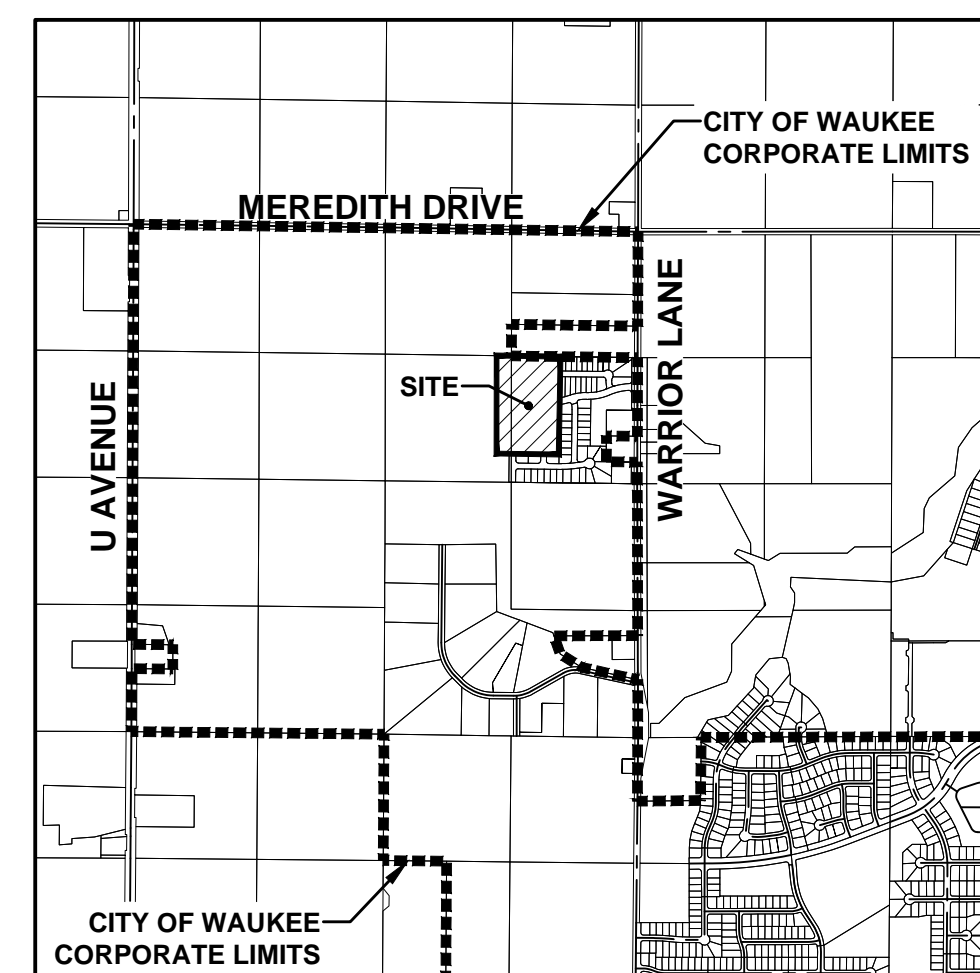 CITY OF WAUKEE
CORPORATE LIMITS
MEREDITH DRIVE
WARRIOR LANE
SITE
U AVENUE
CITY OF WAUKEE
CORPORATE LIMITS